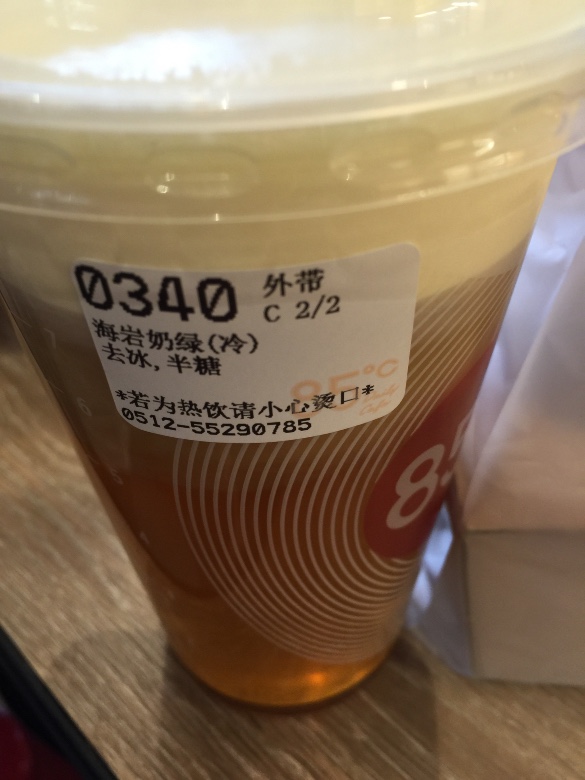 0340 外带
C 2/2
海岩奶绿(冷)
去冰,半糖
85°C
*若为热饮请小心烫口*
0512-55290785
85